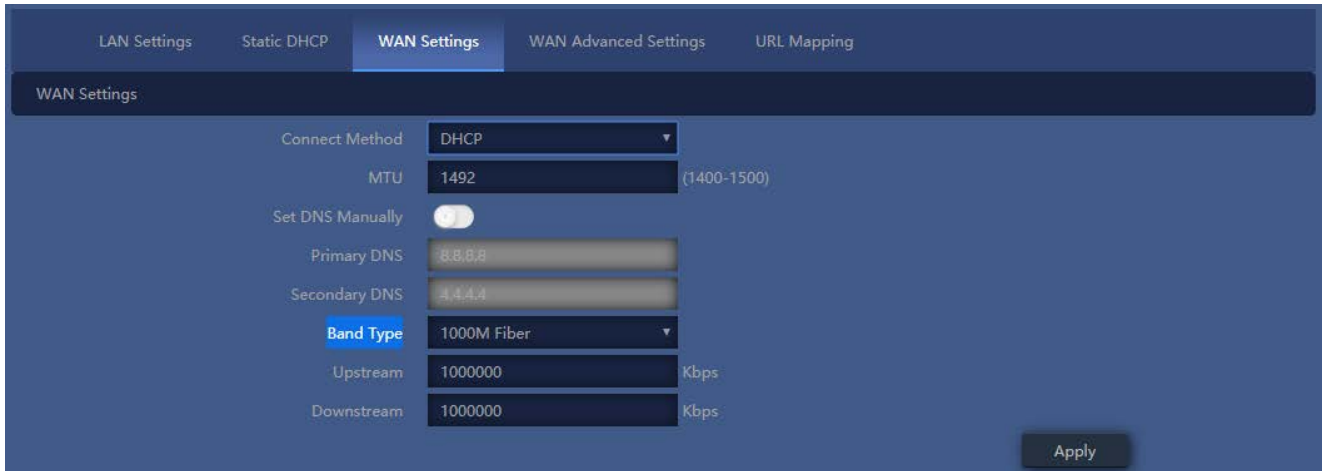 LAN Settings Static DHCP WAN Settings WAN Advanced Settings URL Mapping
WAN Settings
Connect Method DHCP
MTU 1492 (1400-1500)
Set DNS Manually
Primary DNS 8.8.8.8
Secondary DNS 4.4.4.4
Band Type 1000M Fiber
Upstream 1000000 Kbps
Downstream 1000000 Kbps
Apply